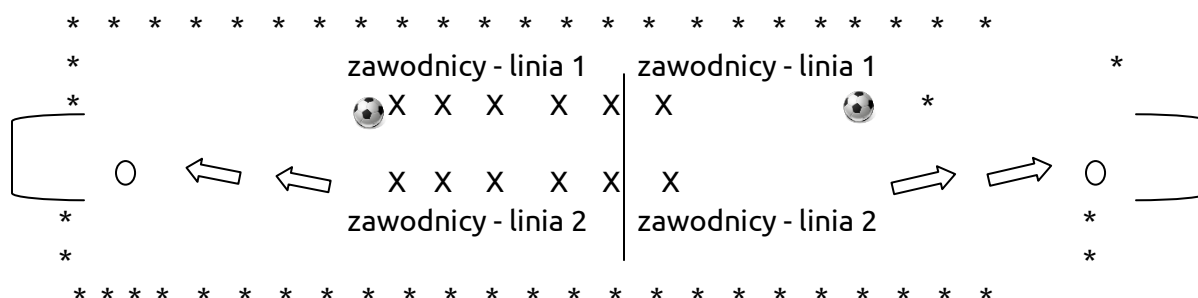 * * * * * * * * * * * * * * * * * * * * * * *
* zawodnicy - linia 1 zawodnicy - linia 1 *
* X X X X X X *
X X X X X X
* zawodnicy - linia 2 zawodnicy - linia 2 *
* *
* * * * * * * * * * * * * * * * * * * * * * * *